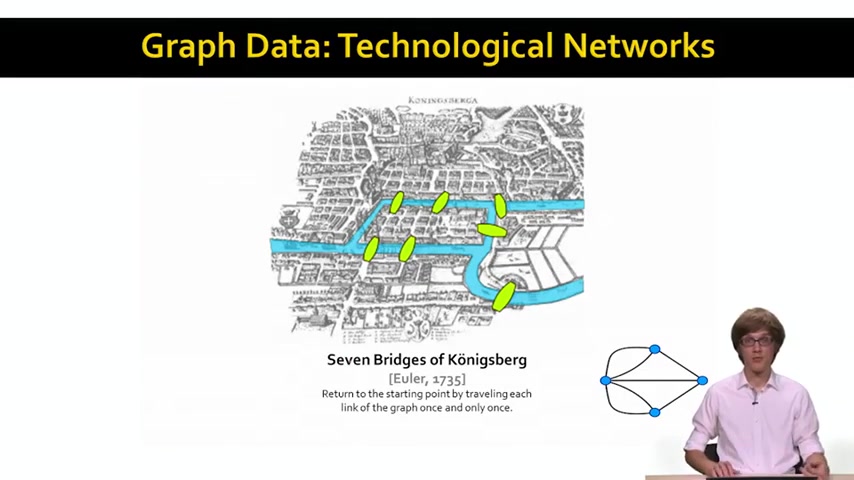 Graph Data: Technological Networks
KONINGSBERGA
Seven Bridges of Königsberg
[Euler, 1735]
Return to the starting point by traveling each
link of the graph once and only once.